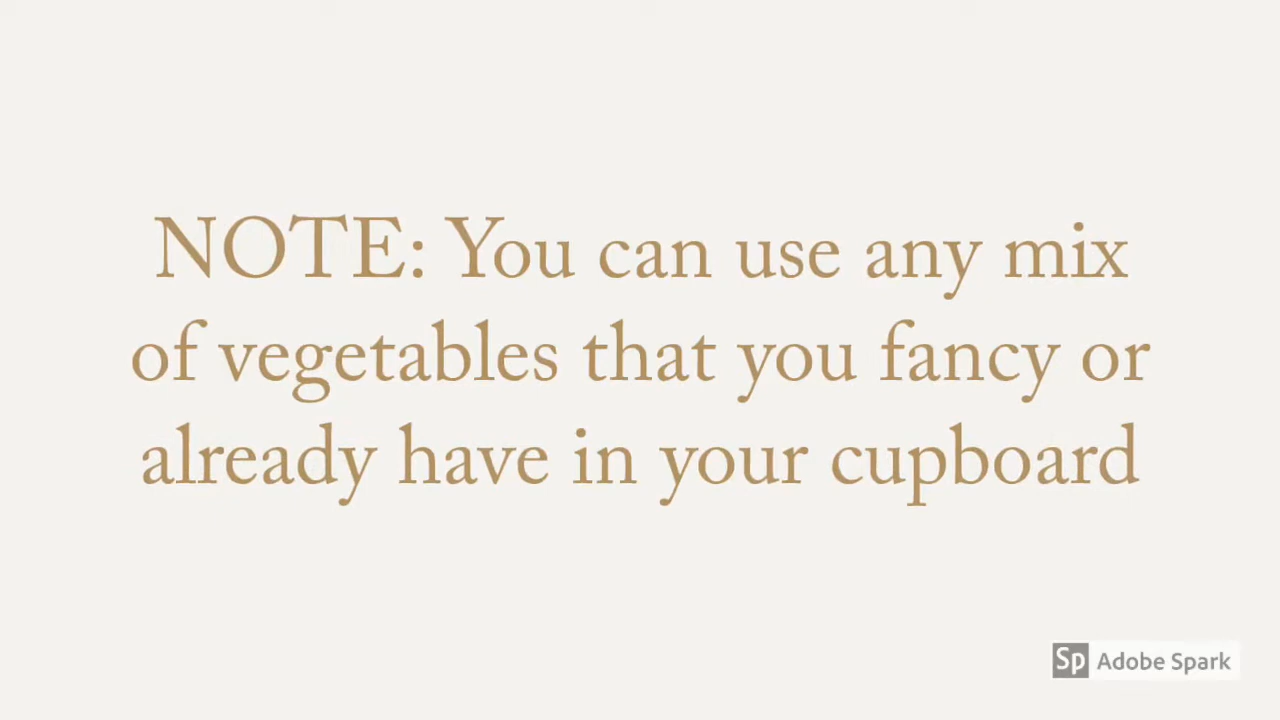 NOTE: You can use any mix
of vegetables that you fancy or
already have in your cupboard
Sp Adobe Spark